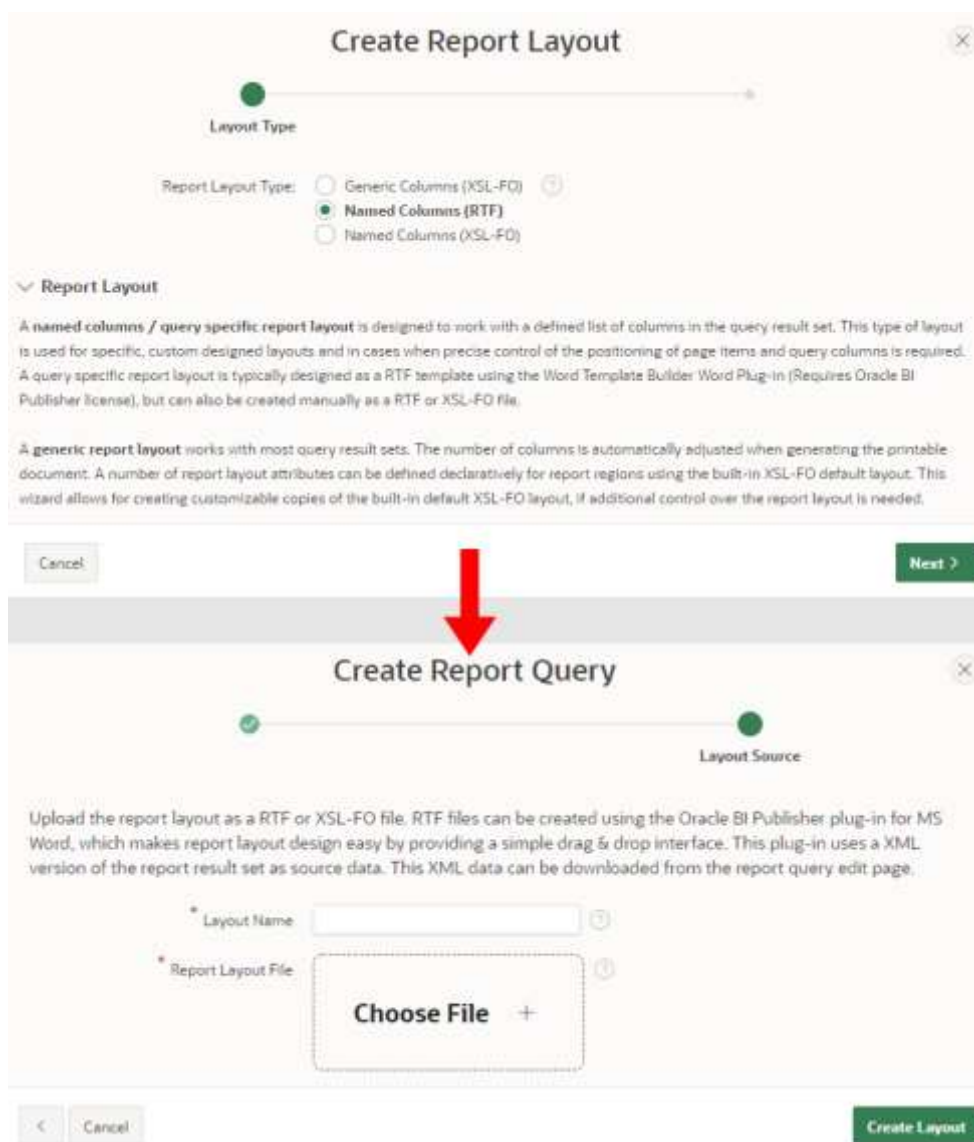 Create Report Layout
Layout Type
Report Layout Type:
Generic Columns (XSL-FO)
Named Columns (RTF)
Named Columns (XSL-FO)
Report Layout
A named columns / query specific report layout is designed to work with a defined list of columns in the query result set. This type of layout
is used for specific, custom designed layouts and in cases when precise control of the positioning of page items and query columns is required.
A query specific report layout is typically designed as a RTF template using the Word Template Builder Word Plug-in (Requires Oracle BI
Publisher license), but can also be created manually as a RTF or XSL-FO file.
A generic report layout works with most query result sets. The number of columns is automatically adjusted when generating the printable
document. A number of report layout attributes can be defined declaratively for report regions using the built-in XSL-FO default layout. This
wizard allows for creating customizable copies of the built-in default XSL-FO layout, if additional control over the report layout is needed.
Cancel
Next >
Create Report Query
Layout Source
Upload the report layout as a RTF or XSL-FO file. RTF files can be created using the Oracle BI Publisher plug-in for MS
Word, which makes report layout design easy by providing a simple drag & drop interface. This plug-in uses a XML
version of the report result set as source data. This XML data can be downloaded from the report query edit page.
* Layout Name
* Report Layout File
Choose File +
< Cancel
Create Layout